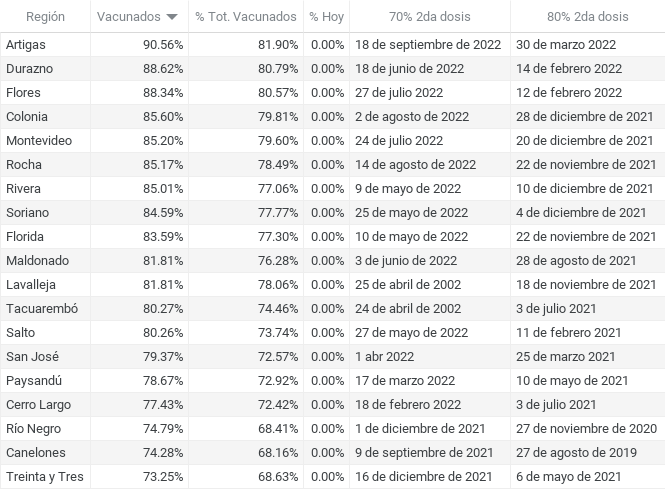 Región Vacunados % Tot. Vacunados % Hoy 70% 2da dosis 80% 2da dosis
Artigas 90.56% 81.90% 0.00% 18 de septiembre de 2022 30 de marzo 2022
Durazno 88.62% 80.79% 0.00% 18 de junio de 2022 14 de febrero 2022
Flores 88.34% 80.57% 0.00% 27 de julio 2022 12 de febrero 2022
Colonia 85.60% 79.81% 0.00% 2 de agosto de 2022 28 de diciembre de 2021
Montevideo 85.20% 79.60% 0.00% 24 de julio 2022 20 de diciembre de 2021
Rocha 85.17% 78.49% 0.00% 14 de agosto de 2022 22 de noviembre de 2021
Rivera 85.01% 77.06% 0.00% 9 de mayo de 2022 10 de diciembre de 2021
Soriano 84.59% 77.77% 0.00% 25 de mayo de 2022 4 de diciembre de 2021
Florida 83.59% 77.30% 0.00% 10 de mayo de 2022 22 de noviembre de 2021
Maldonado 81.81% 76.28% 0.00% 3 de junio de 2022 28 de agosto de 2021
Lavalleja 81.81% 78.06% 0.00% 25 de abril de 2002 18 de noviembre de 2021
Tacuarembó 80.27% 74.46% 0.00% 24 de abril de 2002 3 de julio 2021
Salto 80.26% 73.74% 0.00% 27 de mayo de 2022 11 de febrero 2021
San José 79.37% 72.57% 0.00% 1 abr 2022 25 de marzo 2021
Paysandú 78.67% 72.92% 0.00% 17 de marzo 2022 10 de mayo de 2021
Cerro Largo 77.43% 72.42% 0.00% 18 de febrero 2022 3 de julio 2021
Río Negro 74.79% 68.41% 0.00% 1 de diciembre de 2021 27 de noviembre de 2020
Canelones 74.28% 68.16% 0.00% 9 de septiembre de 2021 27 de agosto de 2019
Treinta y Tres 73.25% 68.63% 0.00% 16 de diciembre de 2021 6 de mayo de 2021